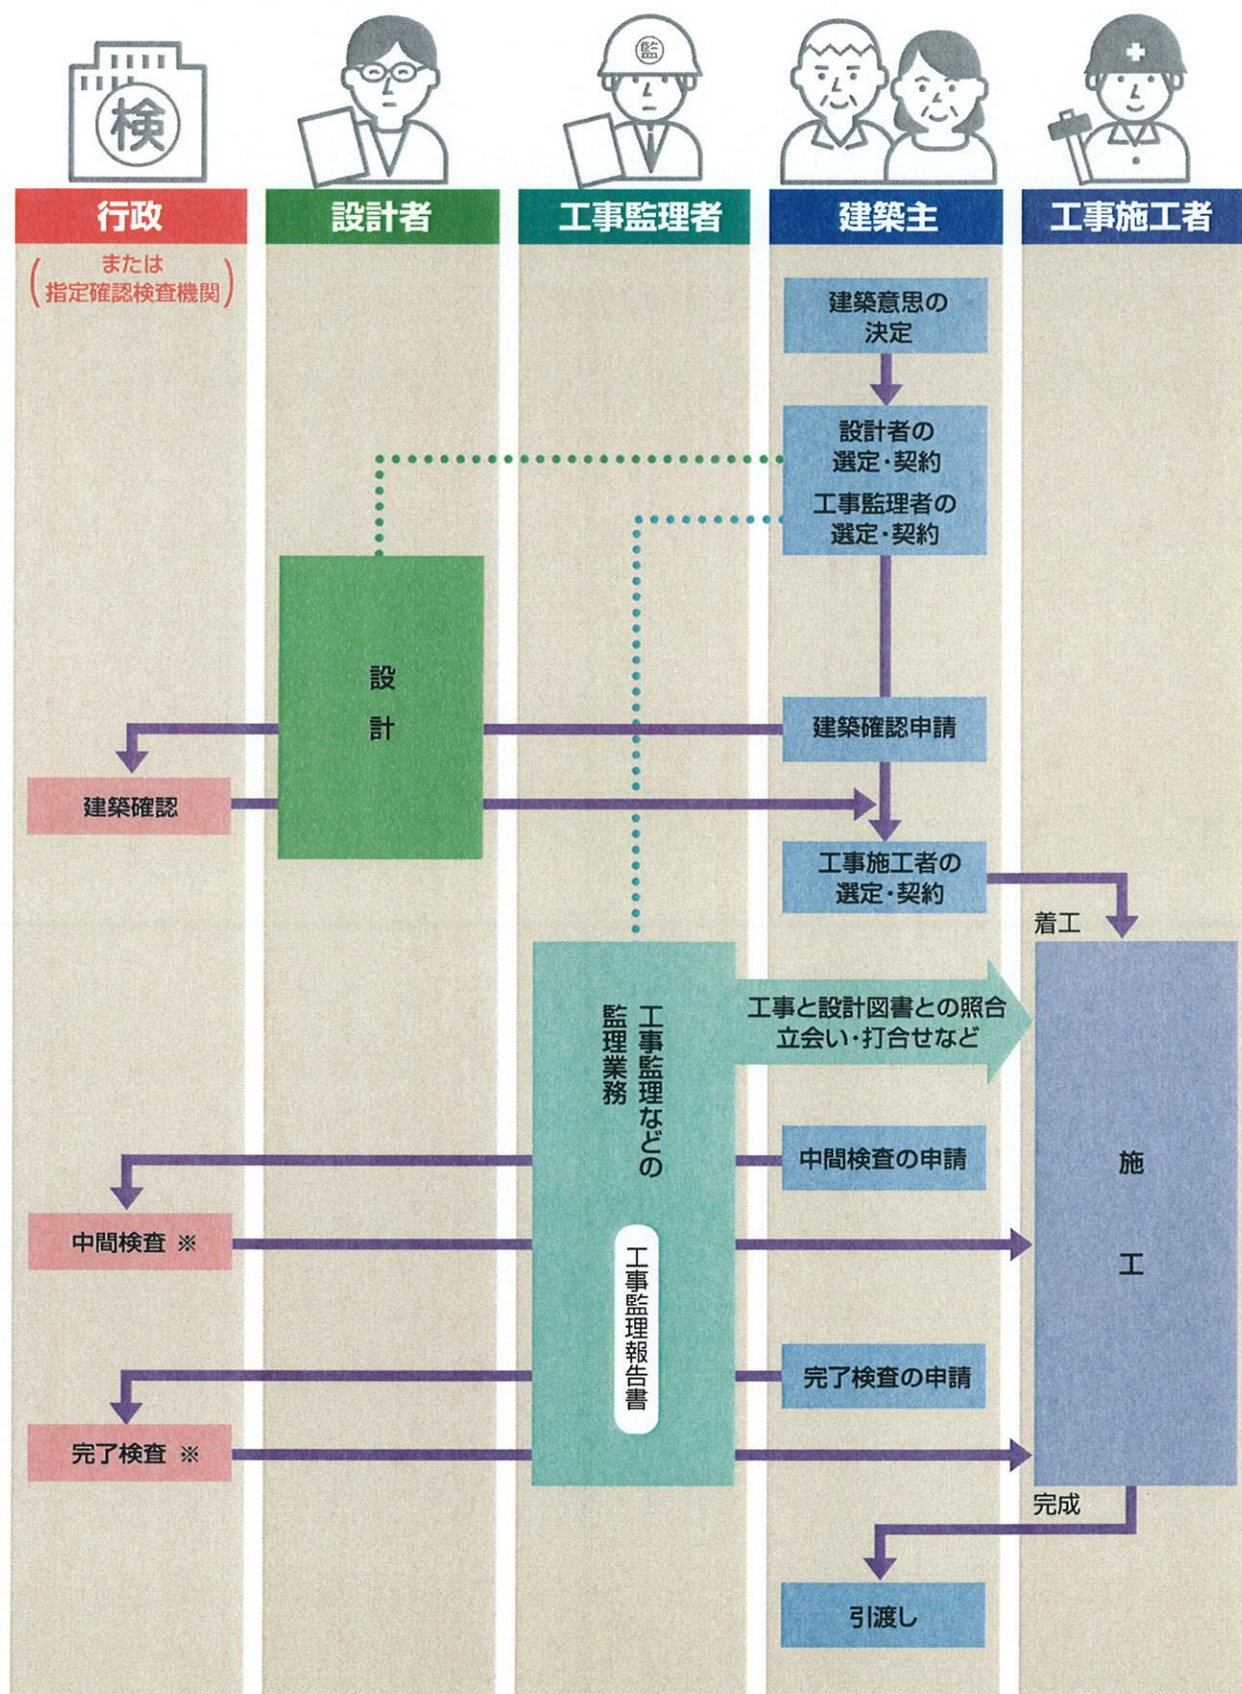 検
監
行政
設計者
工事監理者
建築主
工事施工者
(または
指定確認検査機関)
建築意思の
決定
設計者の
選定・契約
工事監理者の
選定・契約
設
計
建築確認申請
建築確認
工事施工者の
選定・契約
着工
工事監理などの
監理業務
工事と設計図書との照合
立会い・打合せなど
中間検査の申請
施
工
中間検査 ※
工事監理報告書
完了検査の申請
完了検査 ※
完成
引渡し